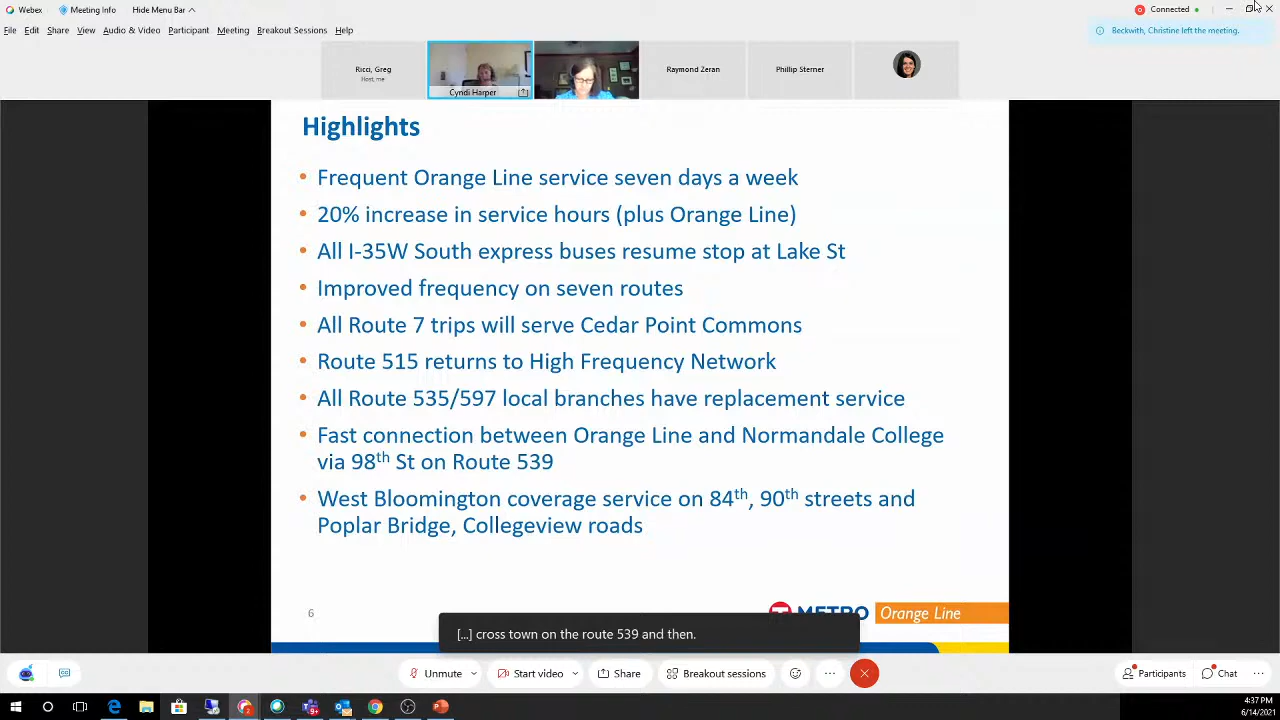 Webex
Meeting Info
Hide Menu Bar
Connected
File Edit Share View Audio & Video Participant Meeting Breakout Sessions Help
Beckwith, Christine left the meeting.
Ricci, Greg
Host, me
Cyndi Harper
Raymond Zeran
Phillip Sterner
Highlights
• Frequent Orange Line service seven days a week
• 20% increase in service hours (plus Orange Line)
• All I-35W South express buses resume stop at Lake St
• Improved frequency on seven routes
• All Route 7 trips will serve Cedar Point Commons
• Route 515 returns to High Frequency Network
• All Route 535/597 local branches have replacement service
• Fast connection between Orange Line and Normandale College
via 98th St on Route 539
• West Bloomington coverage service on 84th, 90th streets and
Poplar Bridge, Collegeview roads
6
METRO
Orange Line
[...] cross town on the route 539 and then.
Unmute
Start video
Share
Breakout sessions
Participants
Chat
4:37 PM
6/14/2021